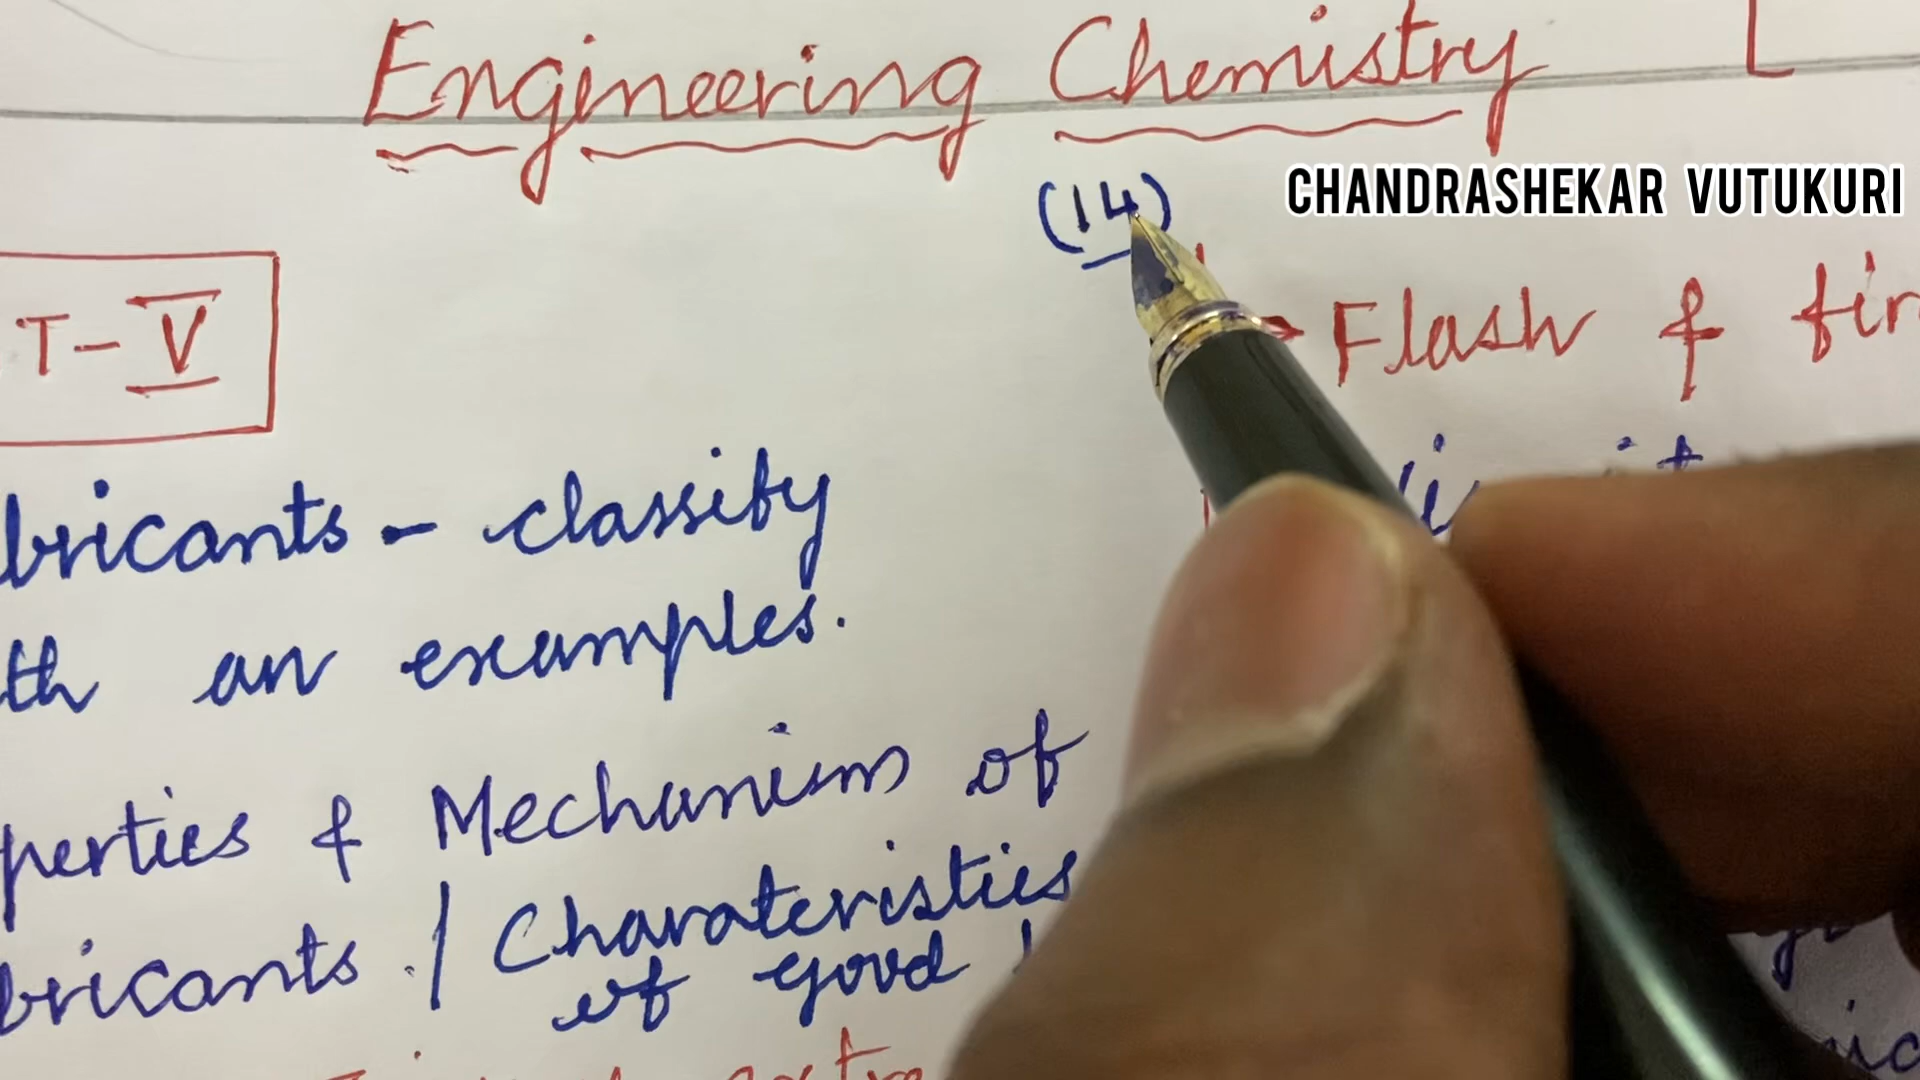 Engineering Chemistry
CHANDRASHEKAR VUTUKURI
(14)
T-V
Flash & fir
bricants - classify
th an examples.
perties & Mechanism of
bricants. / Charateristics
of good